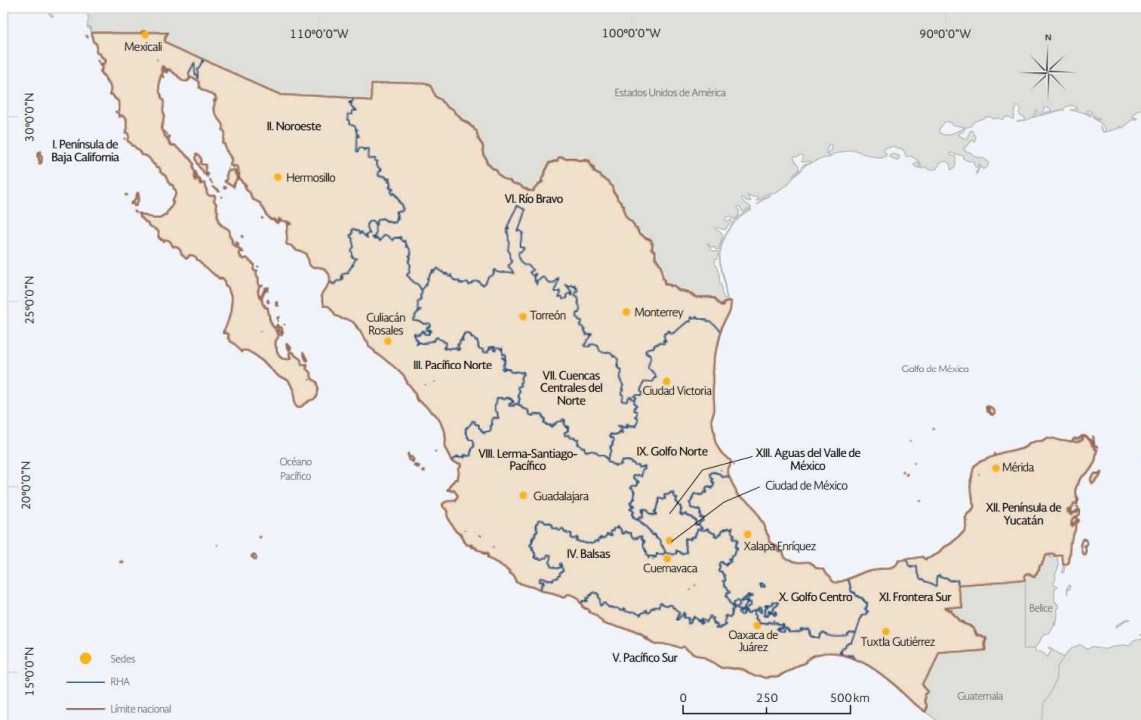 110°0'0"W
100°0'0"W
90°0'0"W
N
Mexicali
Estados Unidos de América
30°0'0"N
II. Noroeste
I. Península de
Baja California
Hermosillo
VI. Río Bravo
25°0'0"N
Culiacán
Rosales
Torreón
Monterrey
III. Pacífico Norte
VII. Cuencas
Centrales del
Norte
Ciudad Victoria
Golfo de México
Océano
Pacífico
VIII. Lerma-Santiago-
Pacífico
IX. Golfo Norte
XIII. Aguas del Valle de
México
Ciudad de México
Mérida
20°0'0"N
Guadalajara
XII. Península de
Yucatán
IV. Balsas
Cuernavaca
Xalapa Enríquez
X. Golfo Centro
XI. Frontera Sur
Belice
Oaxaca de
Juárez
Tuxtla Gutiérrez
V. Pacífico Sur
15°0'0"N
Sedes
RHA
Límite nacional
0 250 500 km
Guatemala